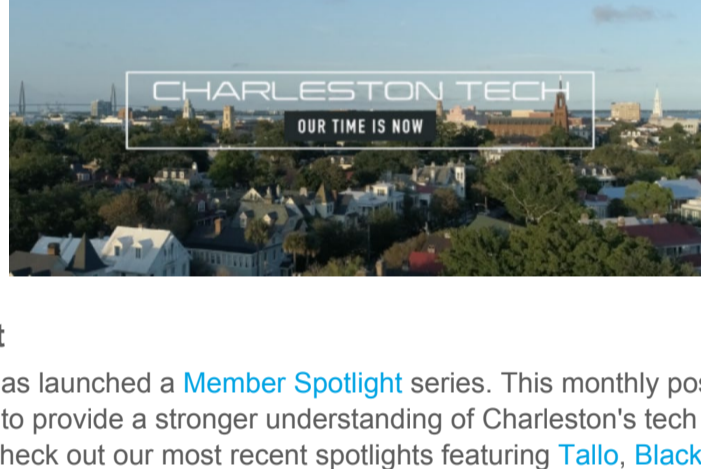 CHARLESTON TECH
OUR TIME IS NOW
t
as launched a Member Spotlight series. This monthly pos
to provide a stronger understanding of Charleston's tech
heck out our most recent spotlights featuring Tallo, Black